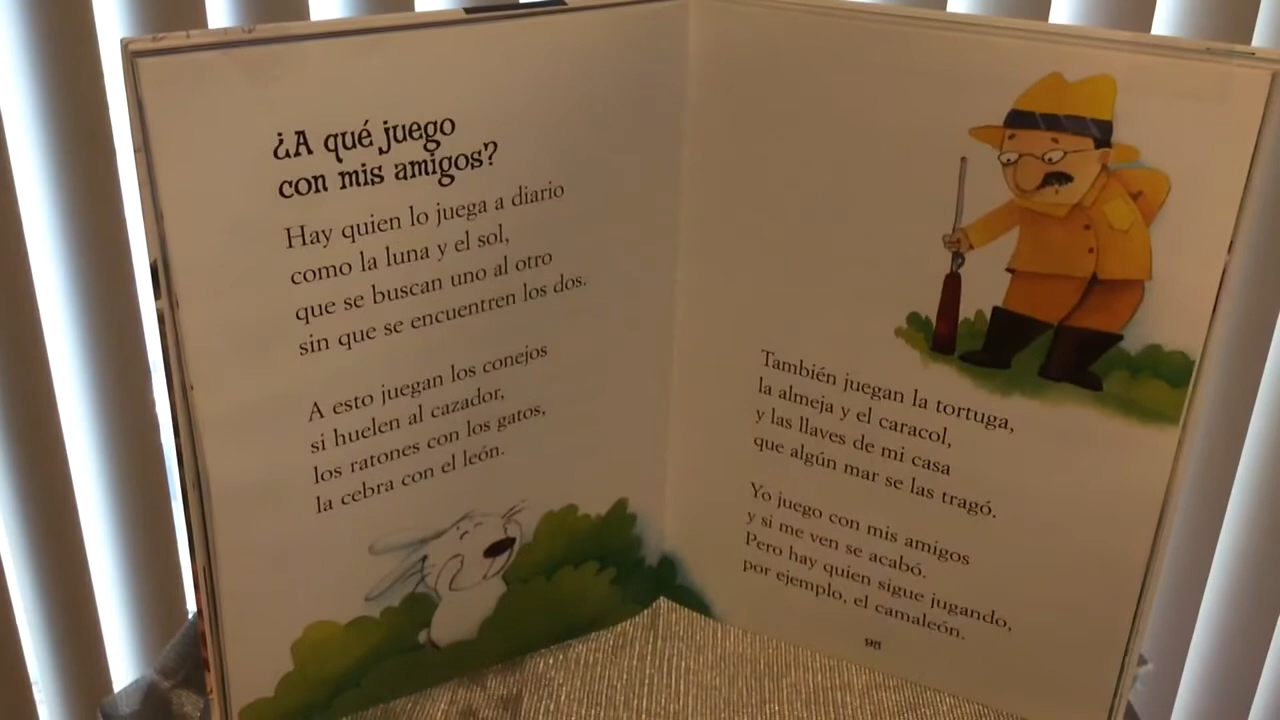 ¿A qué juego
con mis amigos?
Hay quien lo juega a diario
como la luna y el sol,
que se buscan uno al otro
sin que se encuentren los dos.
A esto juegan los conejos
si huelen al cazador,
los ratones con los gatos,
la cebra con el león.
También juegan la tortuga,
la almeja y el caracol,
y las llaves de mi casa
que algún mar se las tragó.
Yo juego con mis amigos
y si me ven se acabó.
Pero hay quien sigue jugando,
por ejemplo, el camaleón.